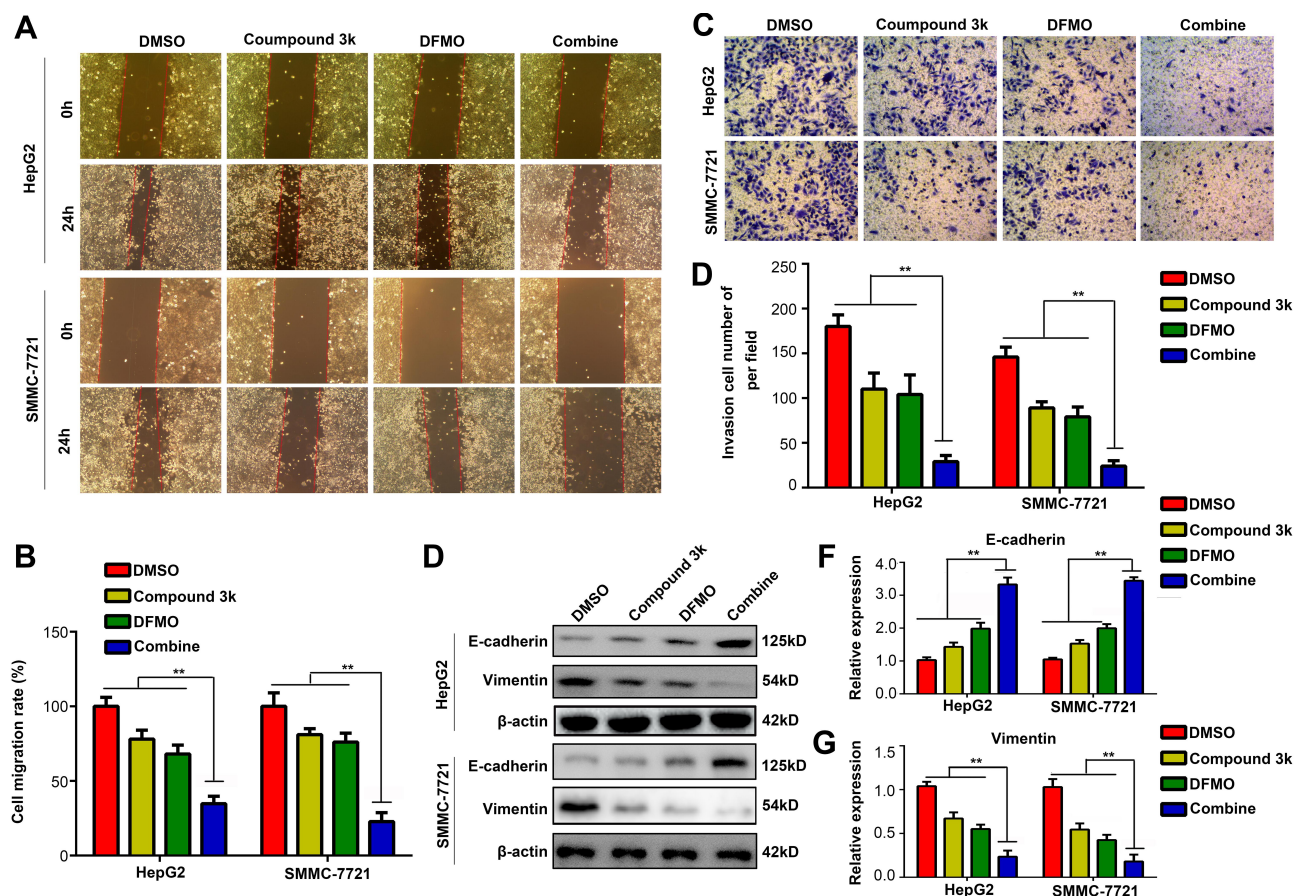 A
DMSO
Coumpound 3k
DFMO
Combine
HepG2
0h
24h
SMMC-7721
0h
24h
C
DMSO
Compound 3k
DFMO
Combine
HepG2
SMMC-7721
D
Invasion cell number of
per field
250
200
150
100
50
0
**
**
HepG2
SMMC-7721
DMSO
Compound 3k
DFMO
Combine
B
DMSO
Compound 3k
DFMO
Combine
Cell migration rate (%)
150
100
50
0
**
**
HepG2
SMMC-7721
D
DMSO
Compound 3k
DFMO
Combine
HepG2
E-cadherin
125kD
Vimentin
54kD
β-actin
42kD
SMMC-7721
E-cadherin
125kD
Vimentin
54kD
β-actin
42kD
F
E-cadherin
Relative expression
4.0
3.0
2.0
1.0
0.0
**
**
HepG2
SMMC-7721
DMSO
Compound 3k
DFMO
Combine
G
Vimentin
Relative expression
1.5
1.0
0.5
0.0
**
**
HepG2
SMMC-7721
DMSO
Compound 3k
DFMO
Combine